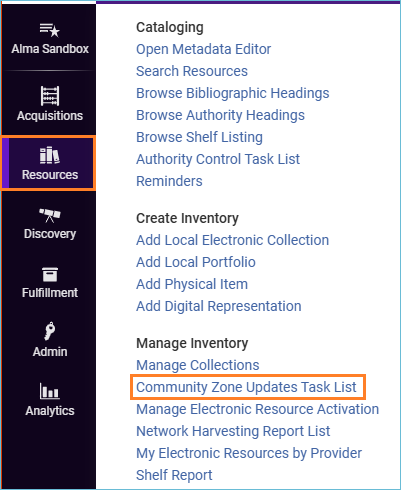 Alma Sandbox
Acquisitions
Resources
Discovery
Fulfillment
Admin
Analytics
Cataloging
Open Metadata Editor
Search Resources
Browse Bibliographic Headings
Browse Authority Headings
Browse Shelf Listing
Authority Control Task List
Reminders
Create Inventory
Add Local Electronic Collection
Add Local Portfolio
Add Physical Item
Add Digital Representation
Manage Inventory
Manage Collections
Community Zone Updates Task List
Manage Electronic Resource Activation
Network Harvesting Report List
My Electronic Resources by Provider
Shelf Report